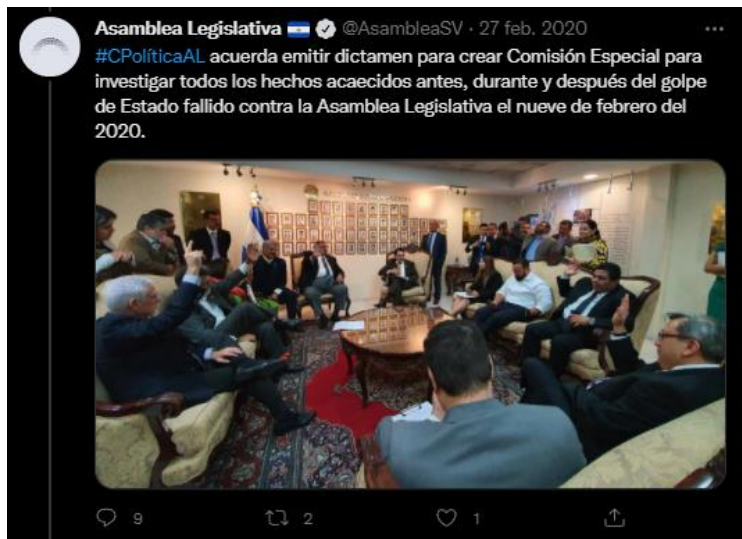 Asamblea Legislativa @AsambleaSV · 27 feb. 2020
#CPolíticaAL acuerda emitir dictamen para crear Comisión Especial para
investigar todos los hechos acaecidos antes, durante y después del golpe
de Estado fallido contra la Asamblea Legislativa el nueve de febrero del
2020.
9 2 1